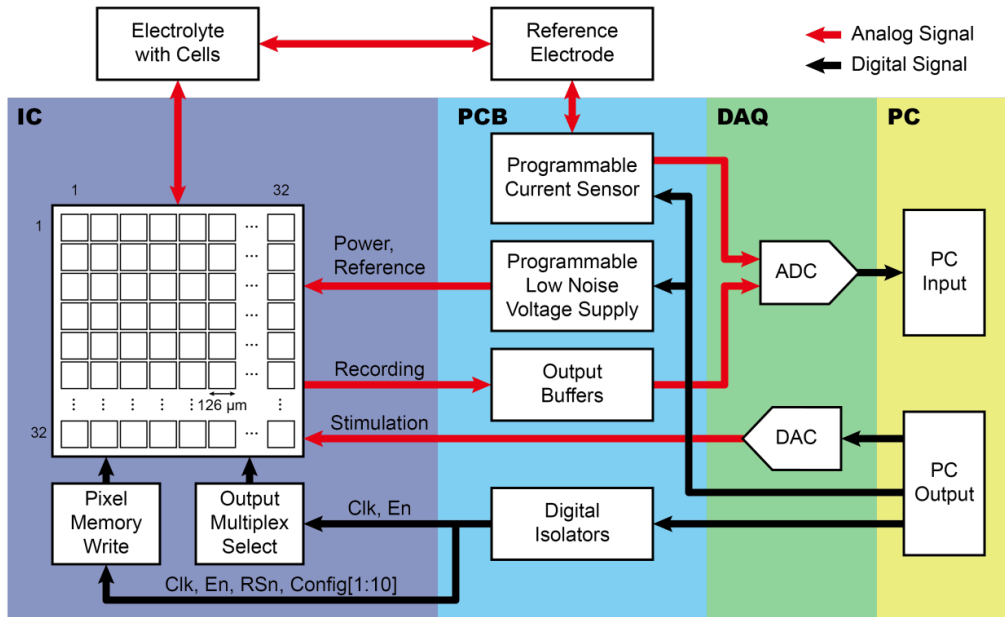 Electrolyte
with Cells
Reference
Electrode
Analog Signal
Digital Signal
IC
PCB
DAQ
PC
1
32
1
32
...
...
...
...
...
...
...
126 µm
Power,
Reference
Recording
Stimulation
Programmable
Current Sensor
Programmable
Low Noise
Voltage Supply
Output
Buffers
ADC
DAC
PC
Input
PC
Output
Pixel
Memory
Write
Output
Multiplex
Select
Clk, En
Digital
Isolators
Clk, En, RSn, Config[1:10]